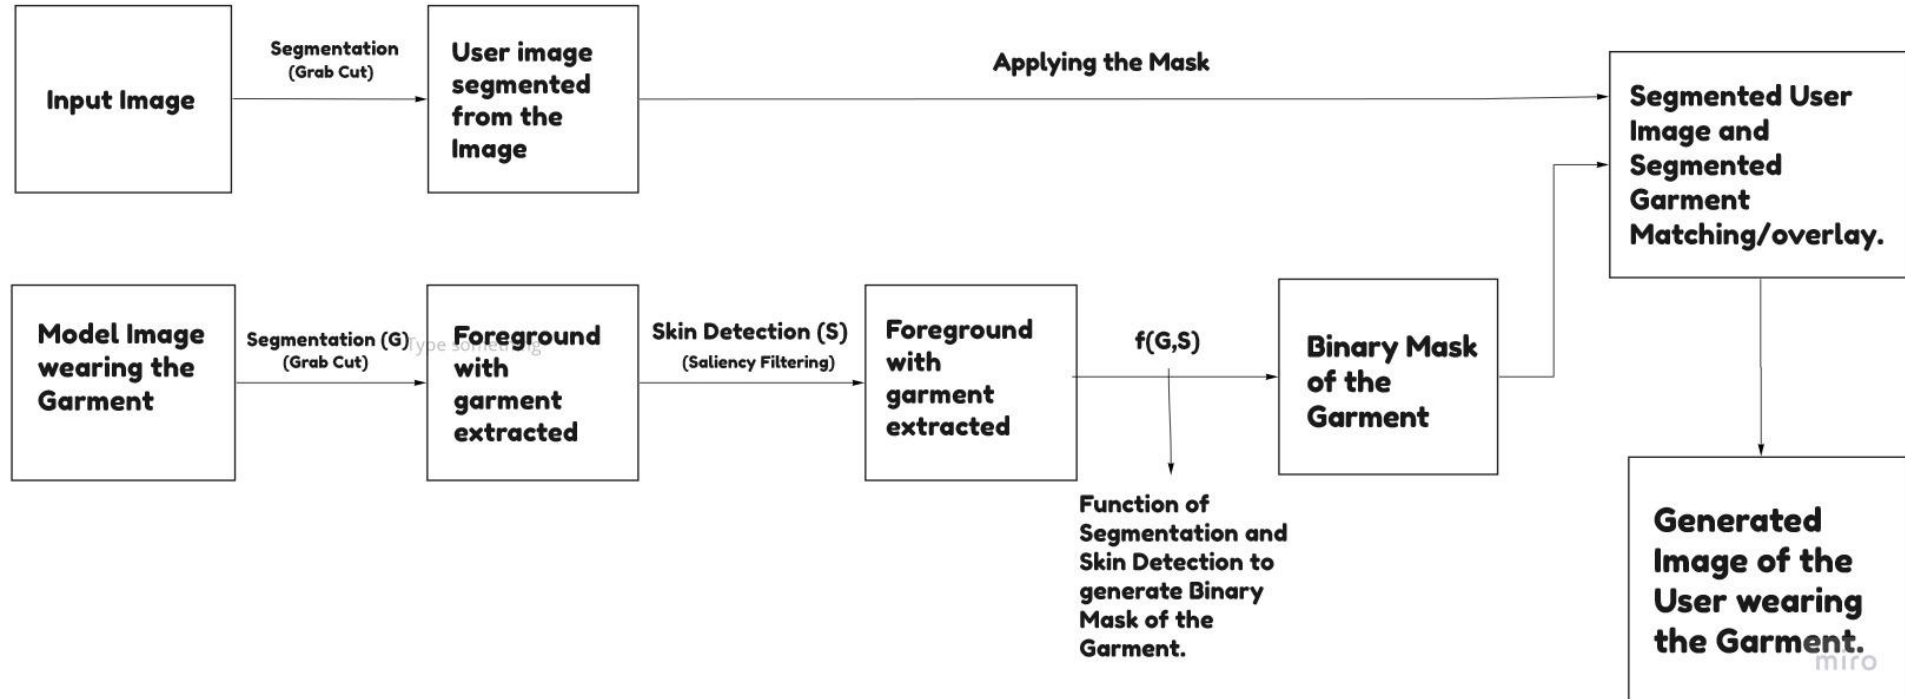 Input Image
Segmentation
(Grab Cut)
User image
segmented
from the
Image
Applying the Mask
Segmented User
Image and
Segmented
Garment
Matching/overlay.
Model Image
wearing the
Garment
Segmentation (G)
(Grab Cut)
Type something
Foreground
with
garment
extracted
Skin Detection (S)
(Saliency Filtering)
Foreground
with
garment
extracted
f(G,S)
Function of
Segmentation and
Skin Detection to
generate Binary
Mask of the
Garment.
Binary Mask
of the
Garment
Generated
Image of the
User wearing
the Garment.
miro